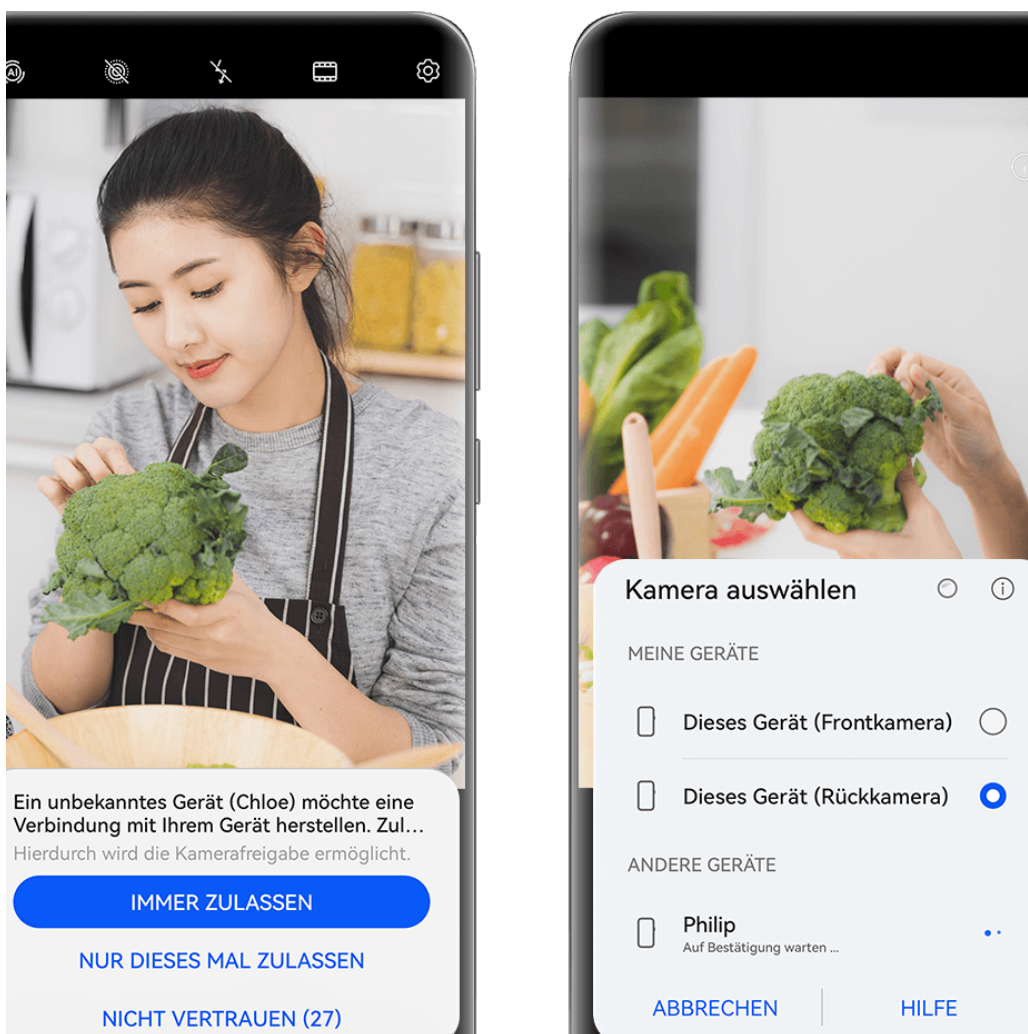 AI
Ein unbekanntes Gerät (Chloe) möchte eine
Verbindung mit Ihrem Gerät herstellen. Zul...
Hierdurch wird die Kamerafreigabe ermöglicht.
IMMER ZULASSEN
NUR DIESES MAL ZULASSEN
NICHT VERTRAUEN (27)
Kamera auswählen
MEINE GERÄTE
Dieses Gerät (Frontkamera)
Dieses Gerät (Rückkamera)
ANDERE GERÄTE
Philip
Auf Bestätigung warten ...
ABBRECHEN
HILFE